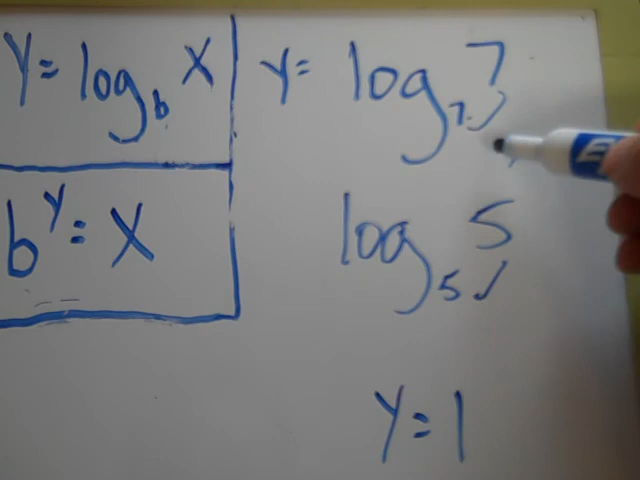 y = log_b x
b^y = x
y = log_7 7 ✓
log_5 5 ✓
y = 1